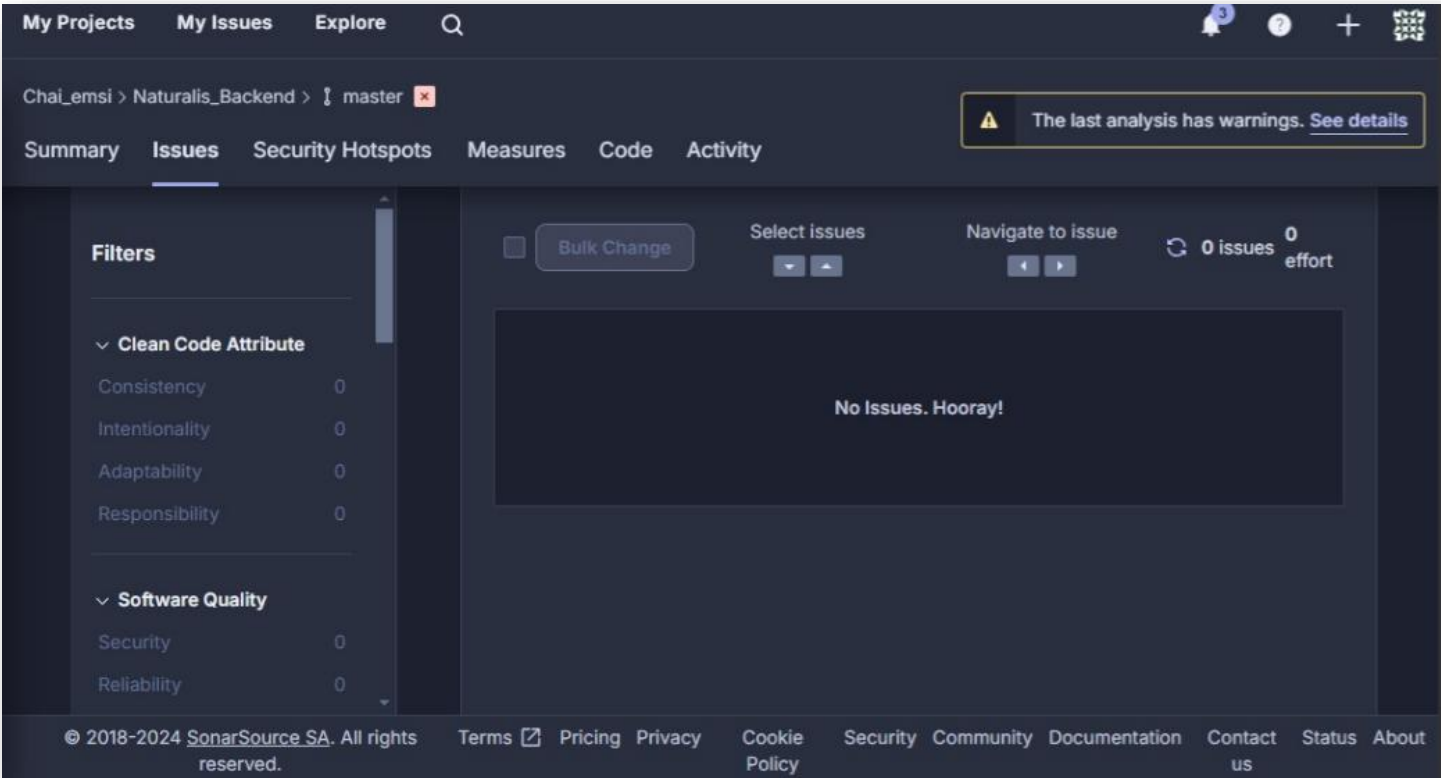 My Projects My Issues Explore
3
?
Chai_emsi > Naturalis_Backend > master
The last analysis has warnings. See details
Summary Issues Security Hotspots Measures Code Activity
Filters
Bulk Change
Select issues
Navigate to issue
0 issues
0
effort
Clean Code Attribute
Consistency 0
Intentionality 0
Adaptability 0
Responsibility 0
No Issues. Hooray!
Software Quality
Security 0
Reliability 0
© 2018-2024 SonarSource SA. All rights
reserved.
Terms Pricing Privacy
Cookie
Policy
Security Community Documentation
Contact
us
Status About